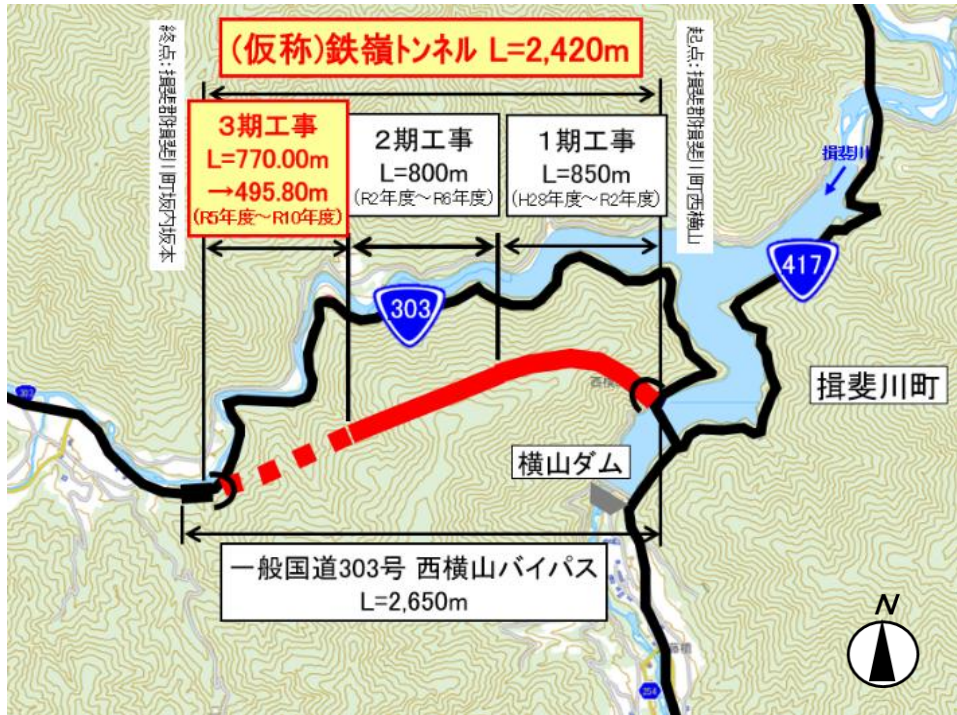 (仮称)鉄嶺トンネル L=2,420m
終点:揖斐郡揖斐川町坂内坂本
起点:揖斐郡揖斐川町西横山
3期工事
L=770.00m
→495.80m
(R5年度~R10年度)
2期工事
L=800m
(R2年度~R6年度)
1期工事
L=850m
(H28年度~R2年度)
揖斐川
417
303
303
揖斐川町
西横
横山ダム
一般国道303号 西横山バイパス
L=2,650m
N
254